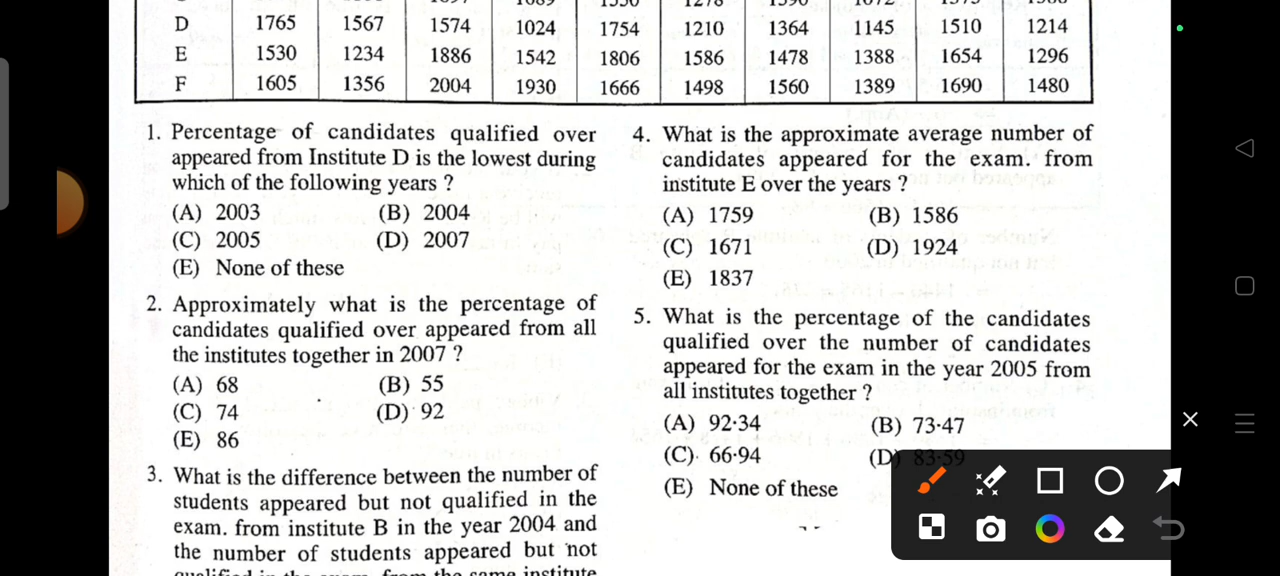 D 1765 1567 1574 1024 1754 1210 1364 1145 1510 1214
E 1530 1234 1886 1542 1806 1586 1478 1388 1654 1296
F 1605 1356 2004 1930 1666 1498 1560 1389 1690 1480
1. Percentage of candidates qualified over
appeared from Institute D is the lowest during
which of the following years ?
(A) 2003 (B) 2004
(C) 2005 (D) 2007
(E) None of these
2. Approximately what is the percentage of
candidates qualified over appeared from all
the institutes together in 2007 ?
(A) 68 (B) 55
(C) 74 (D) 92
(E) 86
3. What is the difference between the number of
students appeared but not qualified in the
exam. from institute B in the year 2004 and
the number of students appeared but not
4. What is the approximate average number of
candidates appeared for the exam. from
institute E over the years ?
(A) 1759 (B) 1586
(C) 1671 (D) 1924
(E) 1837
5. What is the percentage of the candidates
qualified over the number of candidates
appeared for the exam in the year 2005 from
all institutes together ?
(A) 92·34 (B) 73·47
(C) 66·94 (D) 83·59
(E) None of these